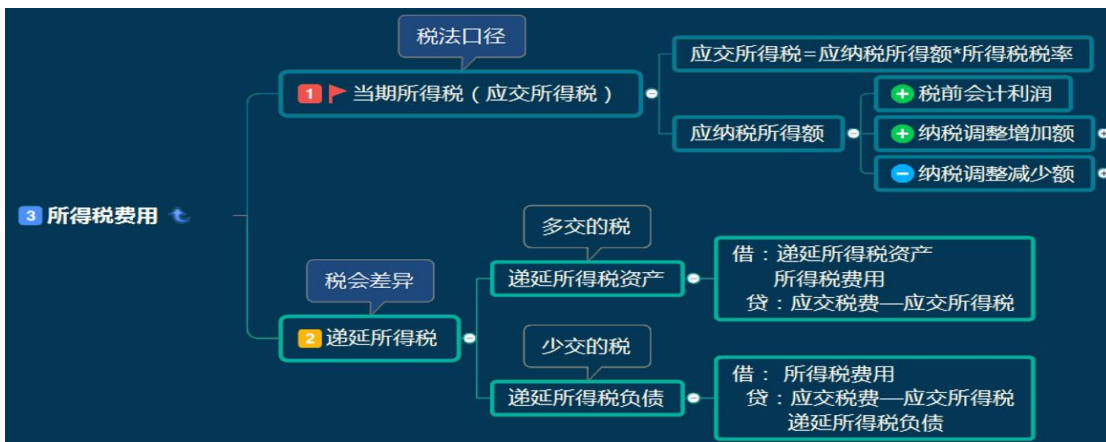 税法口径
1 当期所得税（应交所得税）
应交所得税=应纳税所得额*所得税税率
应纳税所得额
税前会计利润
纳税调整增加额
纳税调整减少额
3 所得税费用
税会差异
2 递延所得税
多交的税
递延所得税资产
借：递延所得税资产
所得税费用
贷：应交税费—应交所得税
少交的税
递延所得税负债
借： 所得税费用
贷：应交税费—应交所得税
递延所得税负债